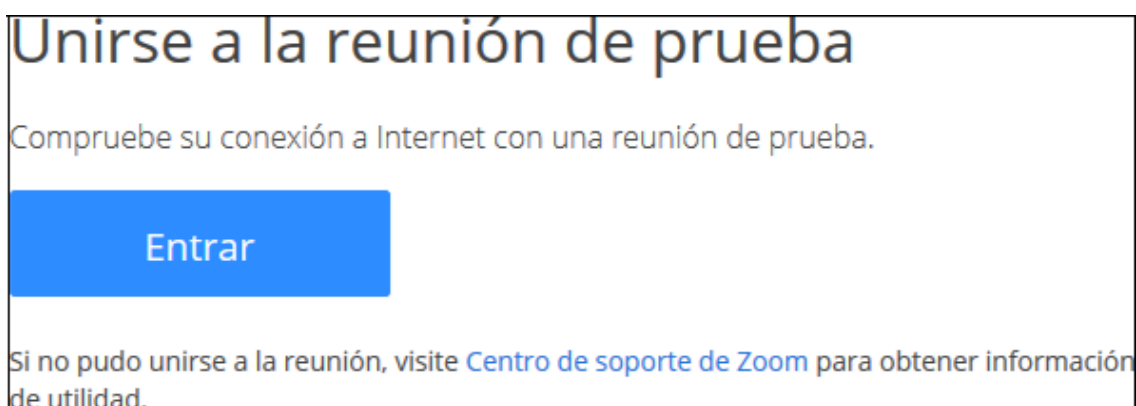 Unirse a la reunión de prueba
Compruebe su conexión a Internet con una reunión de prueba.
Entrar
Si no pudo unirse a la reunión, visite Centro de soporte de Zoom para obtener información
de utilidad.